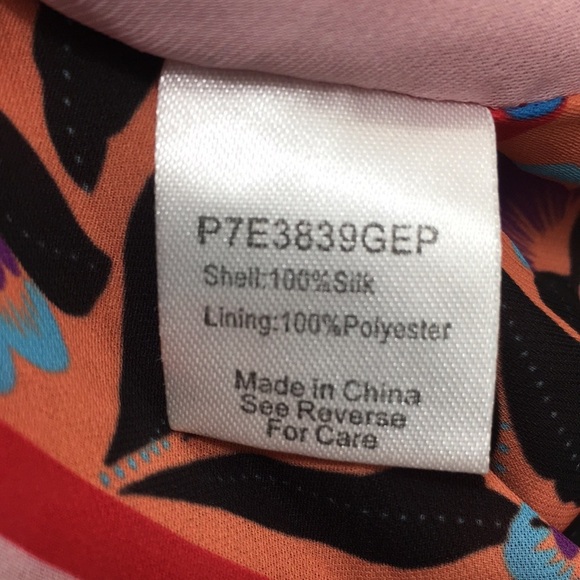 P7E3839GEP
Shell:100%Silk
Lining:100%Polyester
Made in China
See Reverse
For Care